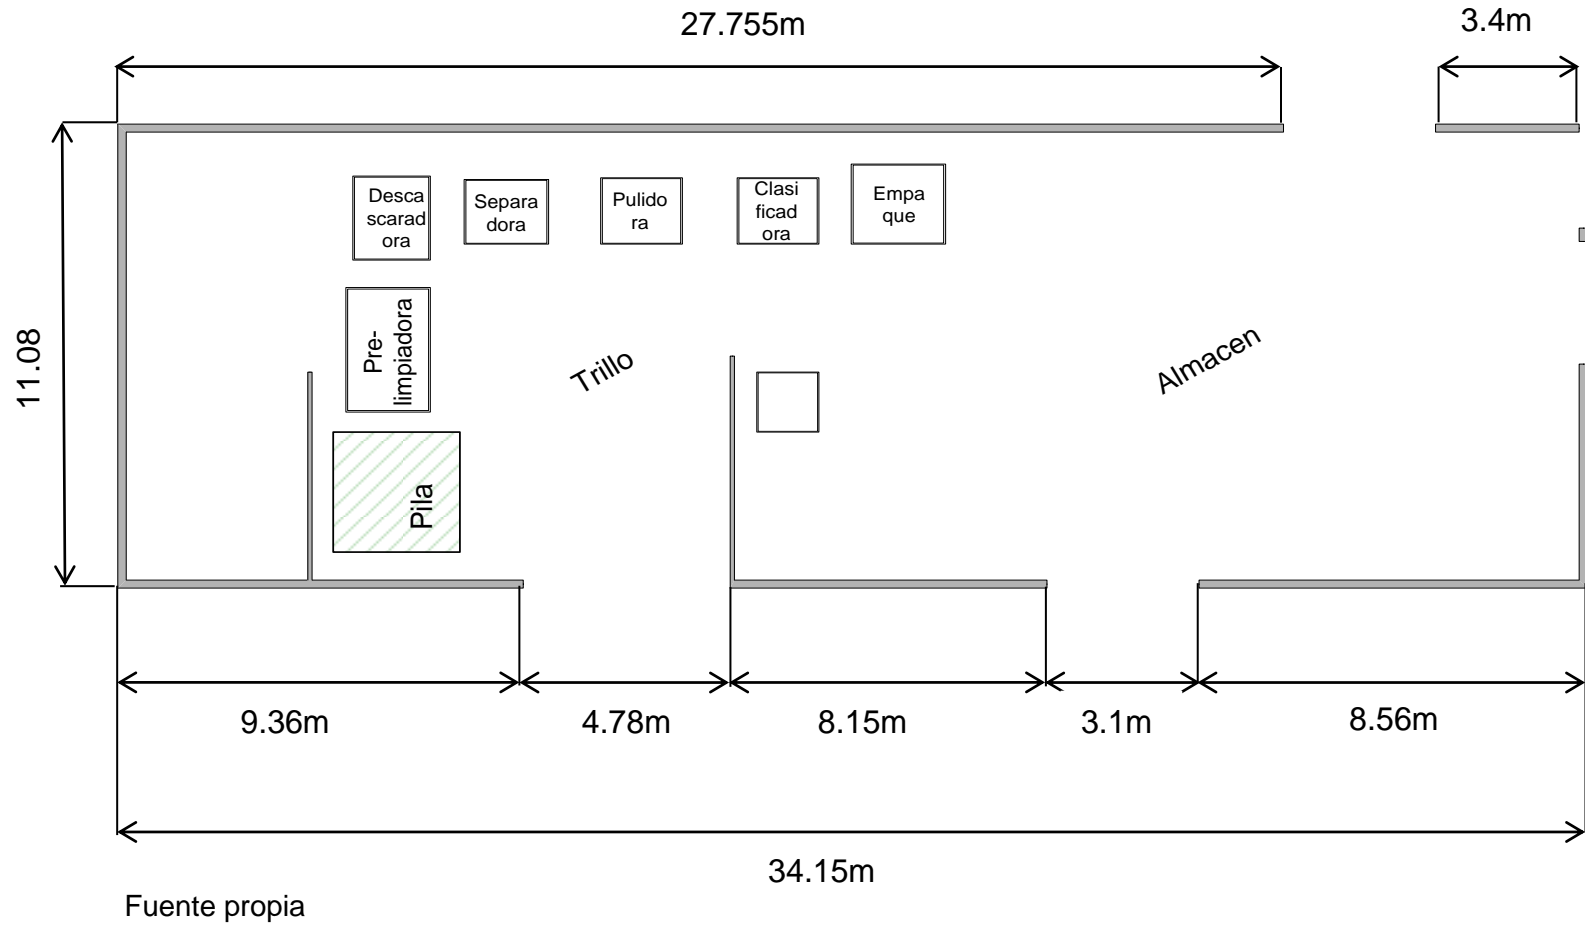 27.755m
3.4m
Desca
scarad
ora
Separa
dora
Pulido
ra
Clasi
ficad
ora
Empa
que
11.08
Pre-
limpiadora
Trillo
Almacen
Pila
9.36m
4.78m
8.15m
3.1m
8.56m
34.15m
Fuente propia